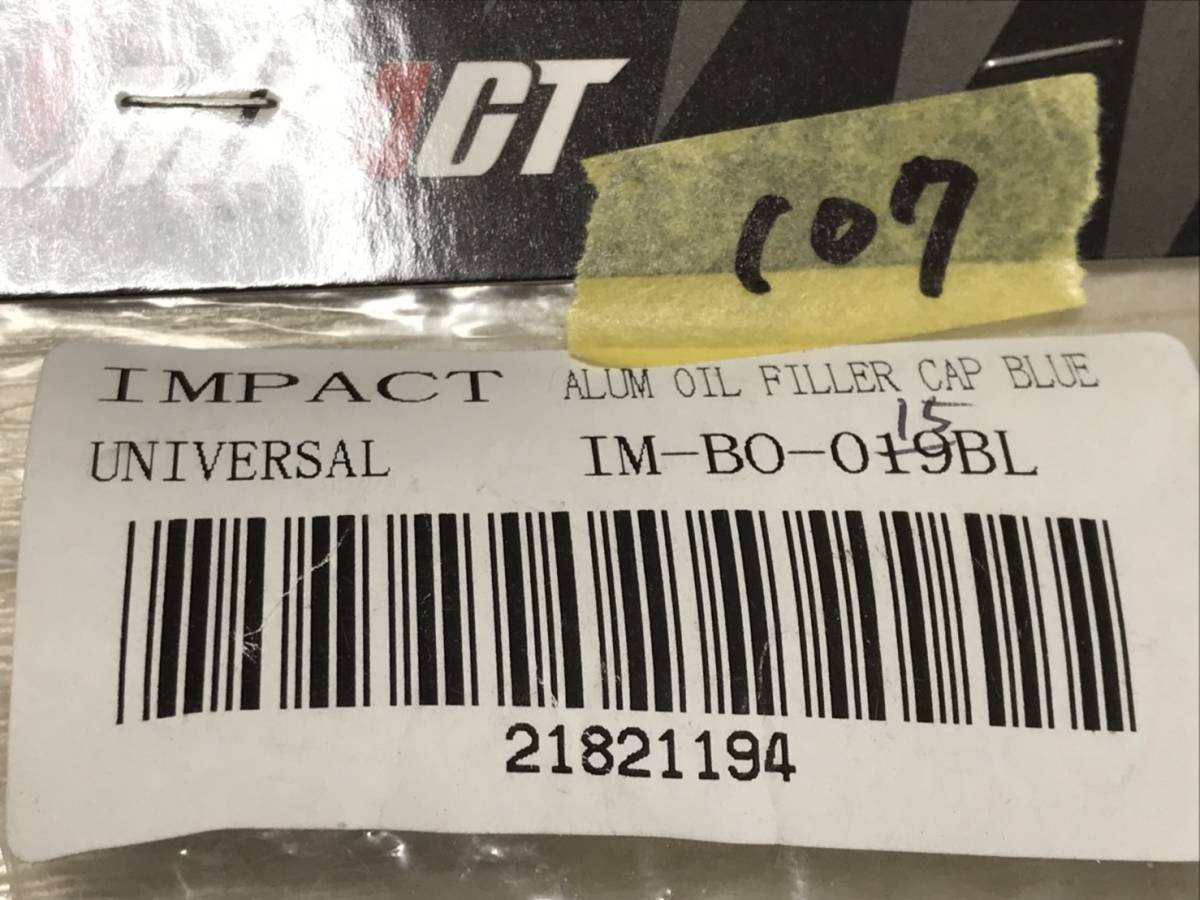 CT
107
IMPACT ALUM OIL FILLER CAP BLUE
15
UNIVERSAL IM-BO-019BL
21821194